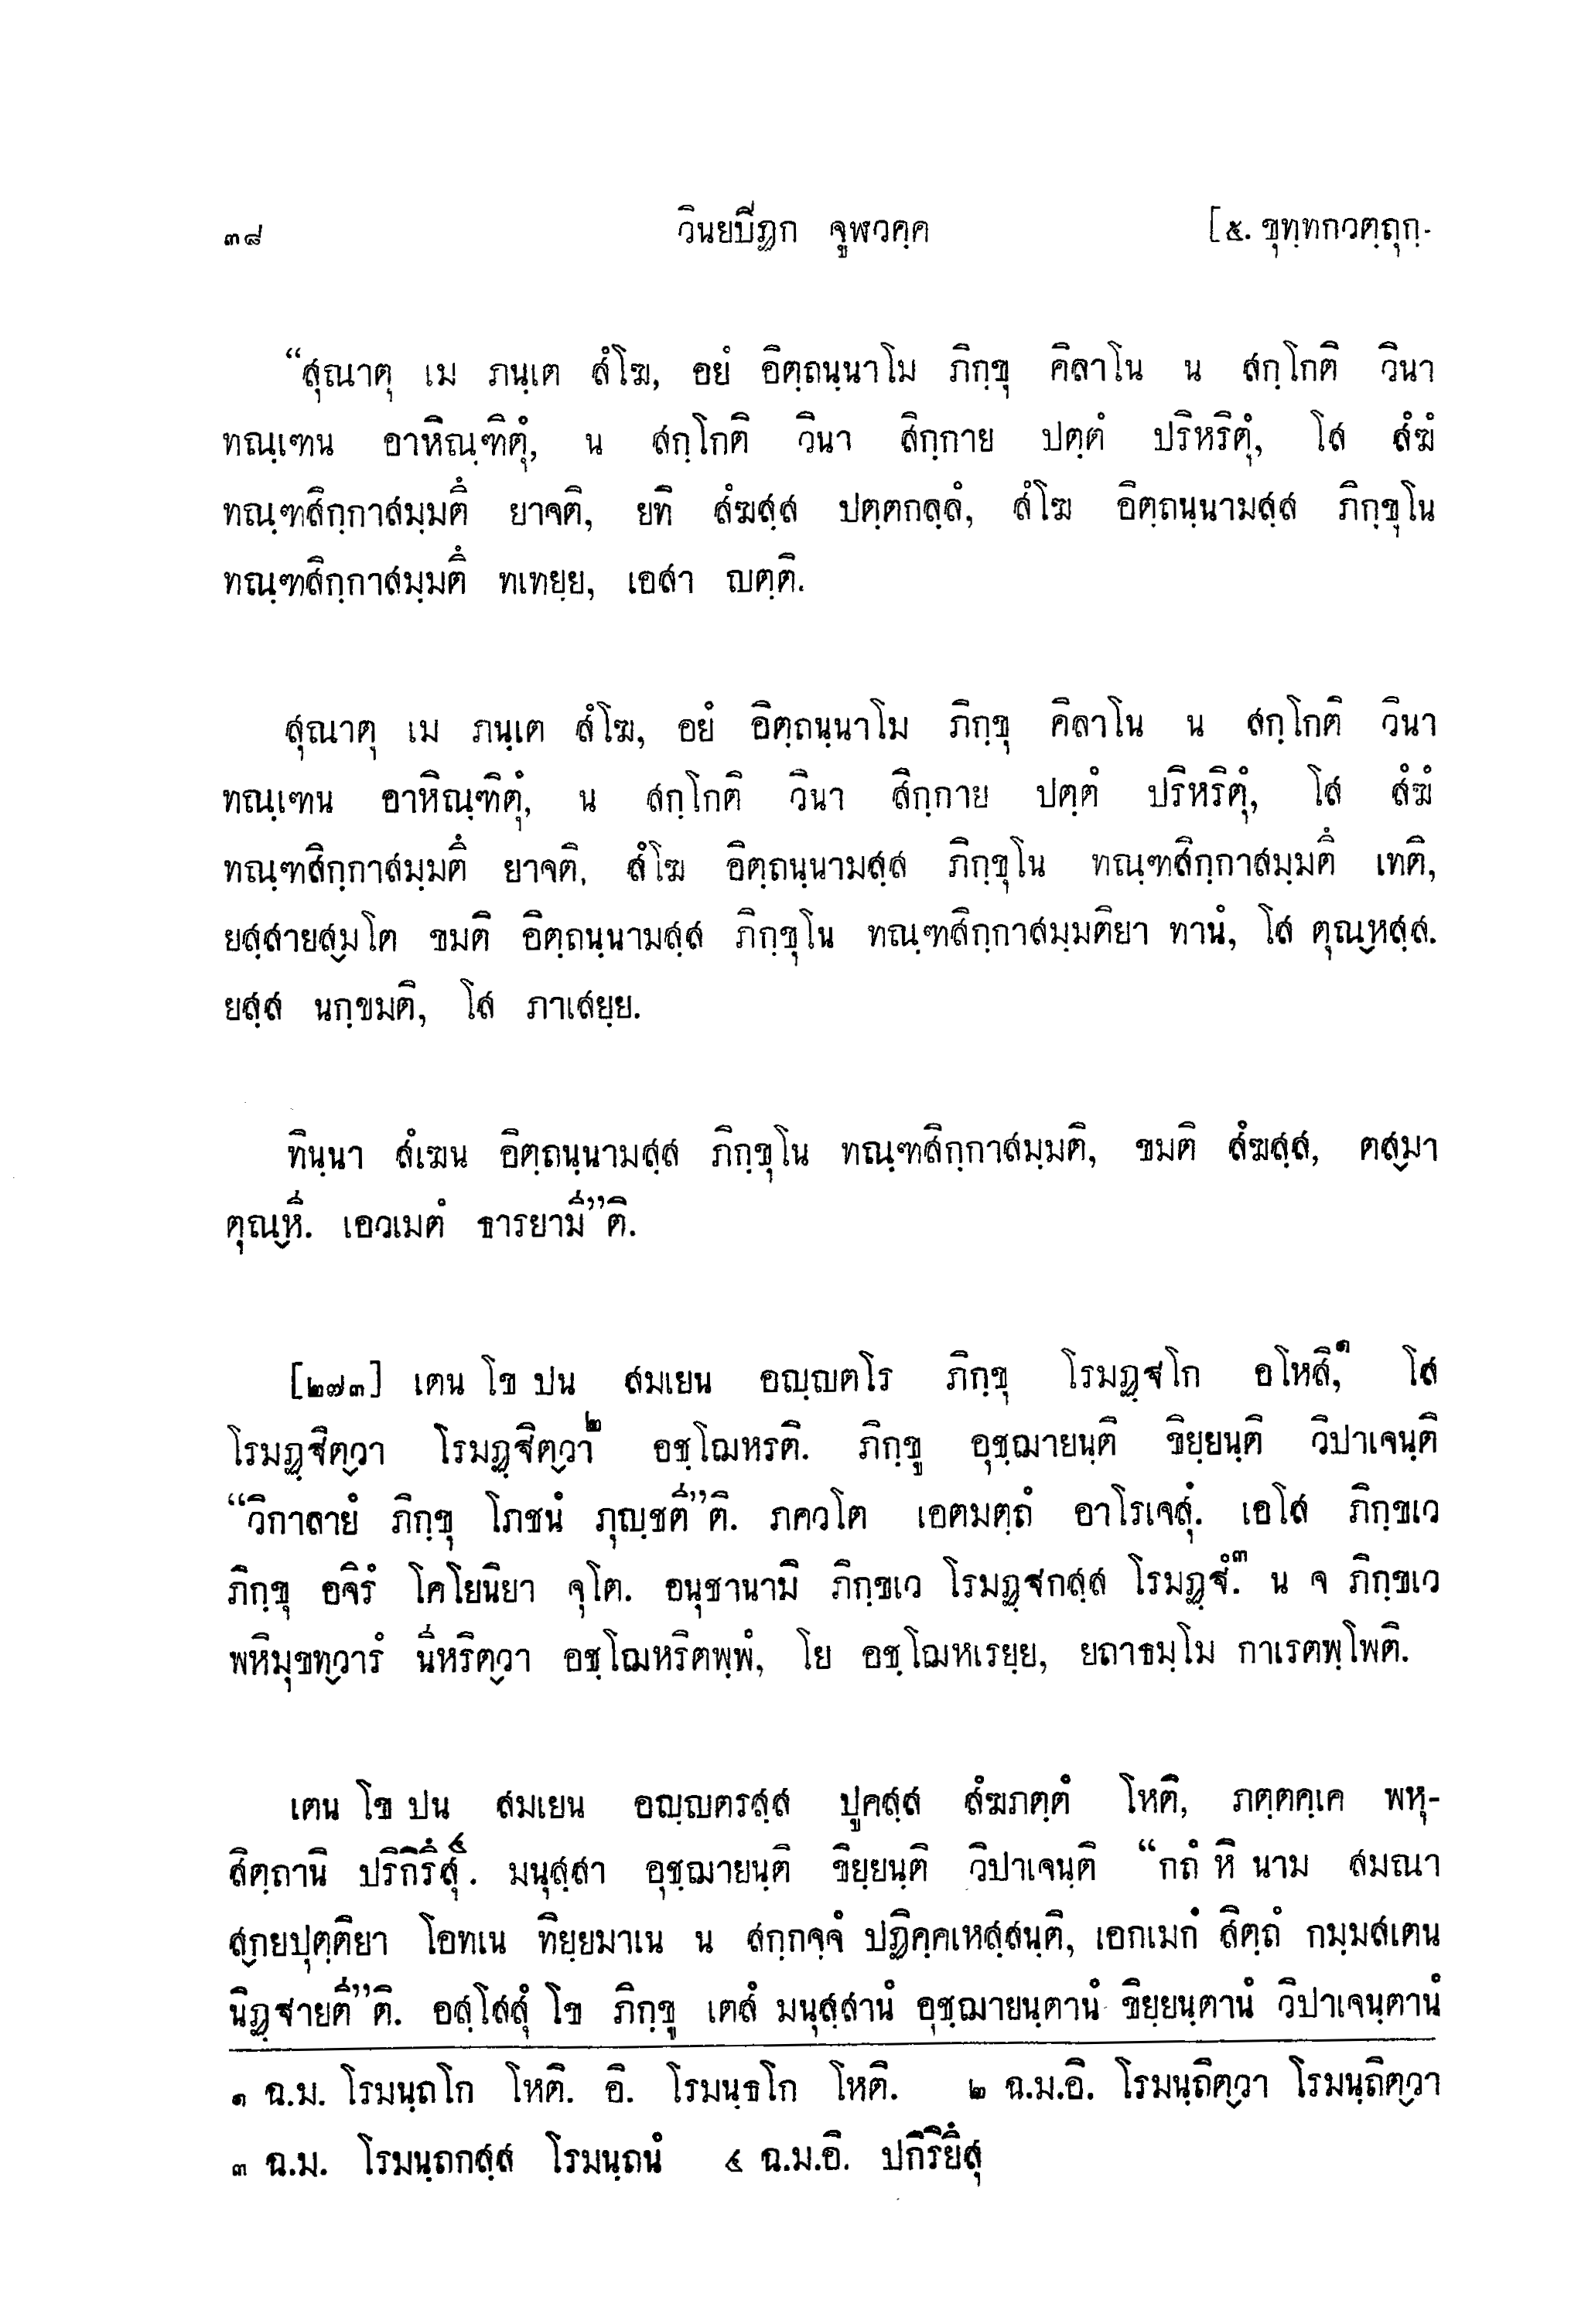 ๓๘ วินยปีฏก จูฬวคฺค [ ๕. ขุทฺทกวตฺถุกฺ-
“สุณาตุ เม ภนฺเต สํโฆ, อยํ อิตฺถนฺนาโม ภิกฺขุ คิลาโน น สกฺโกติ วินา
ทณฺเฑน อาหิณฺฑิตุํ, น สกฺโกติ วินา สิกฺกาย ปตฺตํ ปริหริตุํ, โส สํฆํ
ทณฺฑสิกฺกาสมฺมตึ ยาจติ, ยทิ สํฆสฺส ปตฺตกลฺลํ, สํโฆ อิตฺถนฺนามสฺส ภิกฺขุโน
ทณฺฑสิกฺกาสมฺมตึ ทเทยฺย, เอสา ญตฺติ.
สุณาตุ เม ภนฺเต สํโฆ, อยํ อิตฺถนฺนาโม ภิกฺขุ คิลาโน น สกฺโกติ วินา
ทณฺเฑน อาหิณฺฑิตุํ, น สกฺโกติ วินา สิกฺกาย ปตฺตํ ปริหริตุํ, โส สํฆํ
ทณฺฑสิกฺกาสมฺมตึ ยาจติ, สํโฆ อิตฺถนฺนามสฺส ภิกฺขุโน ทณฺฑสิกฺกาสมฺมตึ เทติ,
ยสฺสายสฺมโต ขมติ อิตฺถนฺนามสฺส ภิกฺขุโน ทณฺฑสิกฺกาสมฺมติยา ทานํ, โส ตุณฺหสฺส.
ยสฺส นกฺขมติ, โส ภาเสยฺย.
ทินฺนา สํเฆน อิตฺถนฺนามสฺส ภิกฺขุโน ทณฺฑสิกฺกาสมฺมติ, ขมติ สํฆสฺส, ตสฺมา
ตุณฺหี. เอวเมตํ ธารยามี”ติ.
[๒๗๓] เตน โข ปน สมเยน อญฺญตโร ภิกฺขุ โรมฏฺฐโก อโหสิ,๑ โส
โรมฏฺฐิตฺวา โรมฏฺฐิตฺวา๒ อชฺโฌหรติ. ภิกฺขู อุชฺฌายนฺติ ขิยฺยนฺติ วิปาเจนฺติ
“วิกาลายํ ภิกฺขุ โภชนํ ภุญฺชตี”ติ. ภควโต เอตมตฺถํ อาโรเจสุํ. เอโส ภิกฺขเว
ภิกฺขุ อจิรํ โคโยนิยา จุโต. อนุชานามิ ภิกฺขเว โรมฏฺฐกสฺส โรมฏฺฐํ.๓ น จ ภิกฺขเว
พหิมุขทฺวารํ นีหริตฺวา อชฺโฌหริตพฺพํ, โย อชฺโฌหเรยฺย, ยถาธมฺโม กาเรตพฺโพติ.
เตน โข ปน สมเยน อญฺญตรสฺส ปูคสฺส สํฆภตฺตํ โหติ, ภตฺตคฺเค พหุ-
สิตฺถานิ ปริกิรึสุ๔. มนุสฺสา อุชฺฌายนฺติ ขิยฺยนฺติ วิปาเจนฺติ “กถํ หิ นาม สมณา
สกฺยปุตฺติยา โอทเน ทิยฺยมาเน น สกฺกจฺจํ ปฏิคฺคเหสฺสนฺติ, เอกเมกํ สิตฺถํ กมฺมสเตน
นิฏฺฐายตี”ติ. อสฺโสสุํ โข ภิกฺขู เตสํ มนุสฺสานํ อุชฺฌายนฺตานํ ขิยฺยนฺตานํ วิปาเจนฺตานํ
๑ ฉ.ม. โรมนฺถโก โหติ. อิ. โรมนฺธโก โหติ. ๒ ฉ.ม.อิ. โรมนฺถิตฺวา โรมนฺถิตฺวา
๓ ฉ.ม. โรมนฺถกสฺส โรมนฺถนํ ๔ ฉ.ม.อิ. ปกิริยึสุ